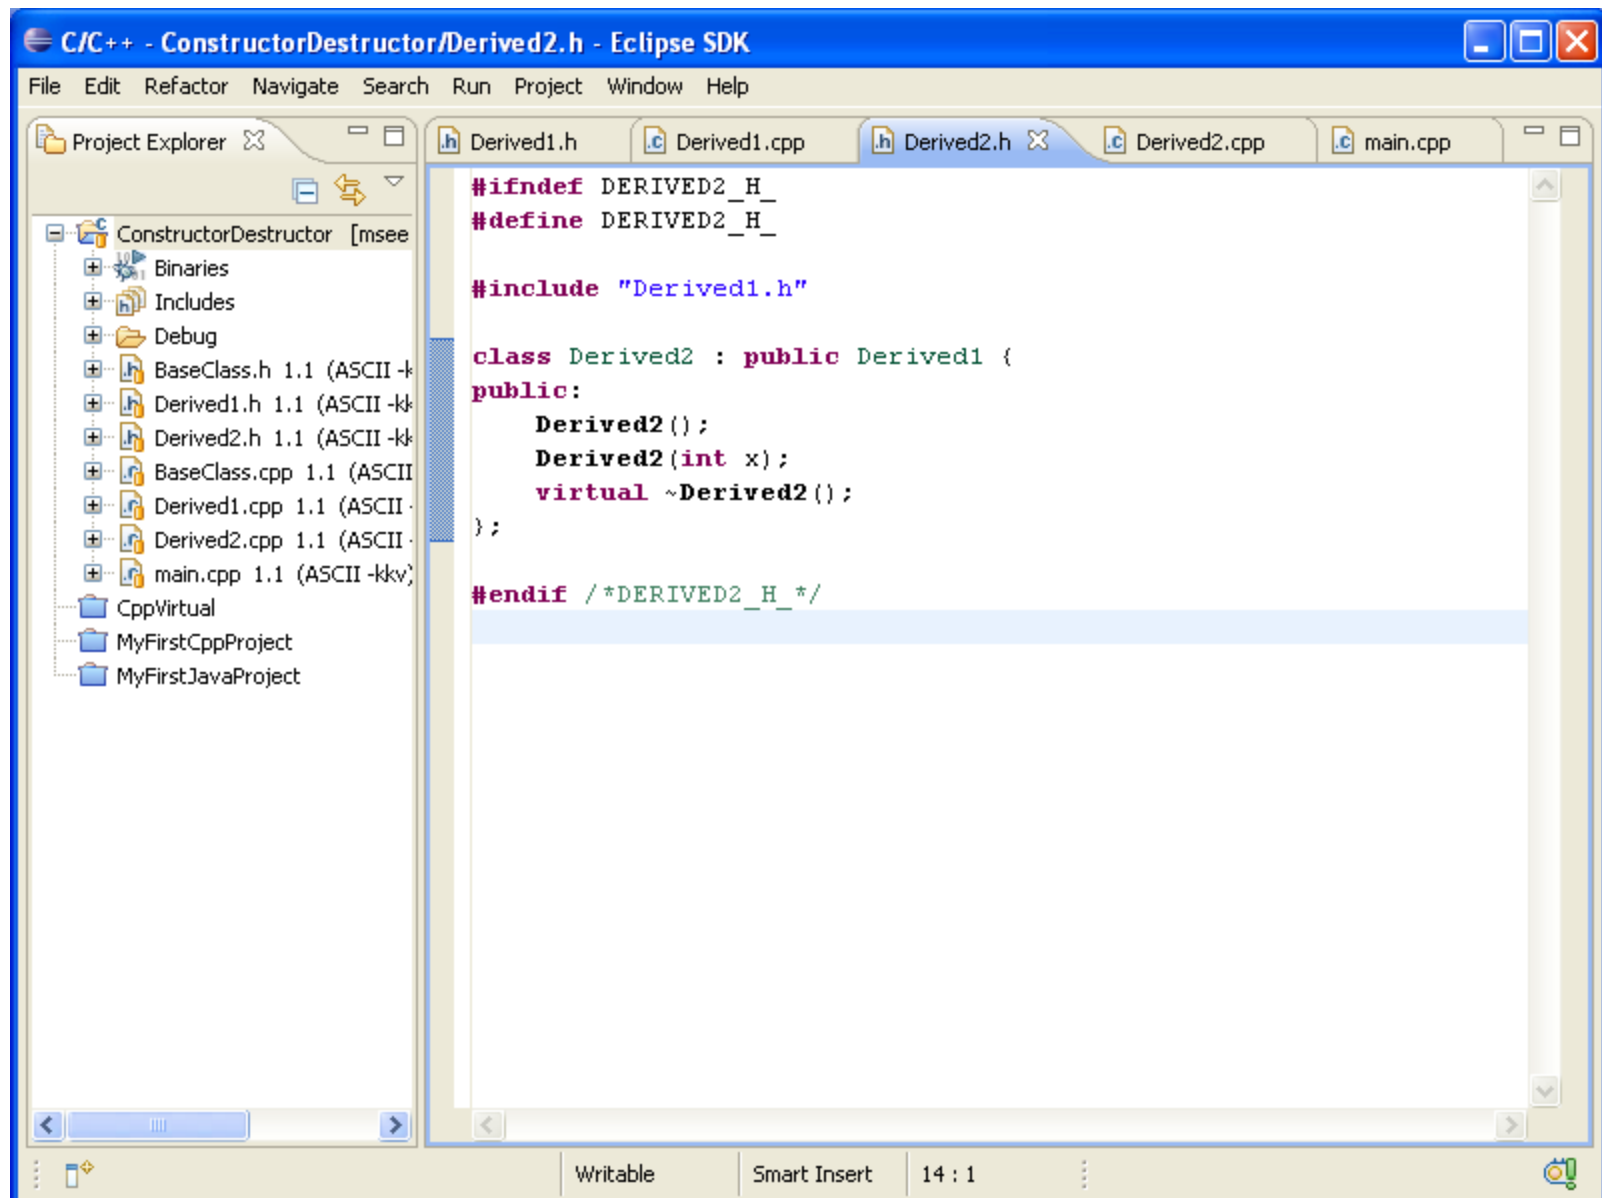 C/C++ - ConstructorDestructor/Derived2.h - Eclipse SDK
File Edit Refactor Navigate Search Run Project Window Help
Project Explorer
ConstructorDestructor [msee
Binaries
Includes
Debug
BaseClass.h 1.1 (ASCII -k
Derived1.h 1.1 (ASCII -kk
Derived2.h 1.1 (ASCII -kk
BaseClass.cpp 1.1 (ASCII
Derived1.cpp 1.1 (ASCII -
Derived2.cpp 1.1 (ASCII -
main.cpp 1.1 (ASCII -kkv)
CppVirtual
MyFirstCppProject
MyFirstJavaProject
Derived1.h Derived1.cpp Derived2.h Derived2.cpp main.cpp
#ifndef DERIVED2_H_
#define DERIVED2_H_
#include "Derived1.h"
class Derived2 : public Derived1 {
public:
    Derived2();
    Derived2(int x);
    virtual ~Derived2();
};
#endif /*DERIVED2_H_*/
Writable Smart Insert 14 : 1